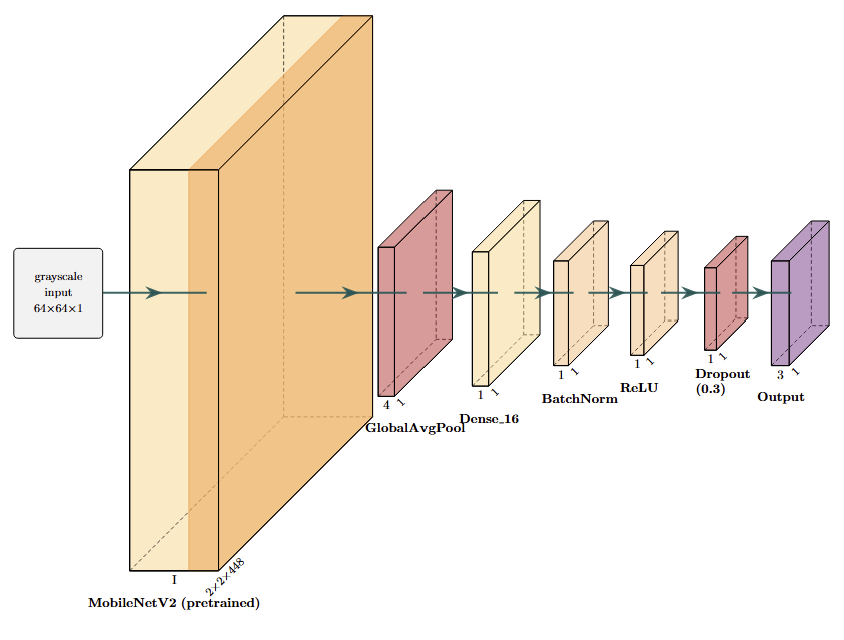 grayscale
input
64×64×1
I
2×2×448
MobileNetV2 (pretrained)
4
1
GlobalAvgPool
1
1
Dense_16
1
1
BatchNorm
1
1
ReLU
1
1
Dropout
(0.3)
3
1
Output